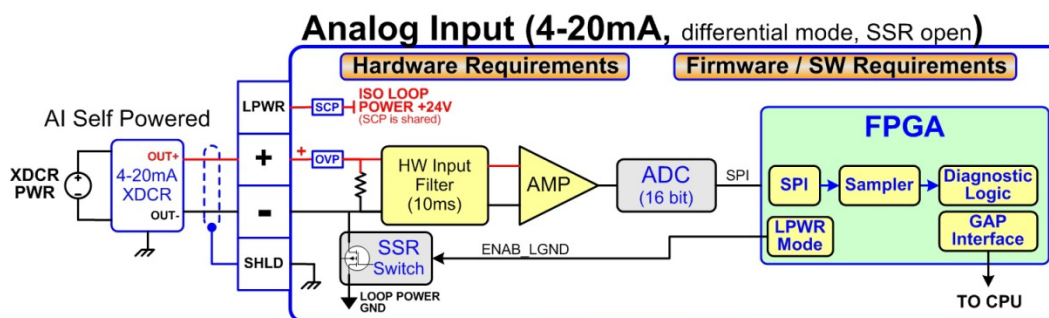 Analog Input (4-20mA, differential mode, SSR open)
Hardware Requirements
Firmware / SW Requirements
AI Self Powered
XDCR
PWR
OUT+
4-20mA
XDCR
OUT-
LPWR
+
-
SHLD
SCP
ISO LOOP
POWER +24V
(SCP is shared)
+
OVP
HW Input
Filter
(10ms)
AMP
ADC
(16 bit)
SPI
SSR
Switch
ENAB_LGND
LOOP POWER
GND
FPGA
SPI
Sampler
Diagnostic
Logic
LPWR
Mode
GAP
Interface
TO CPU